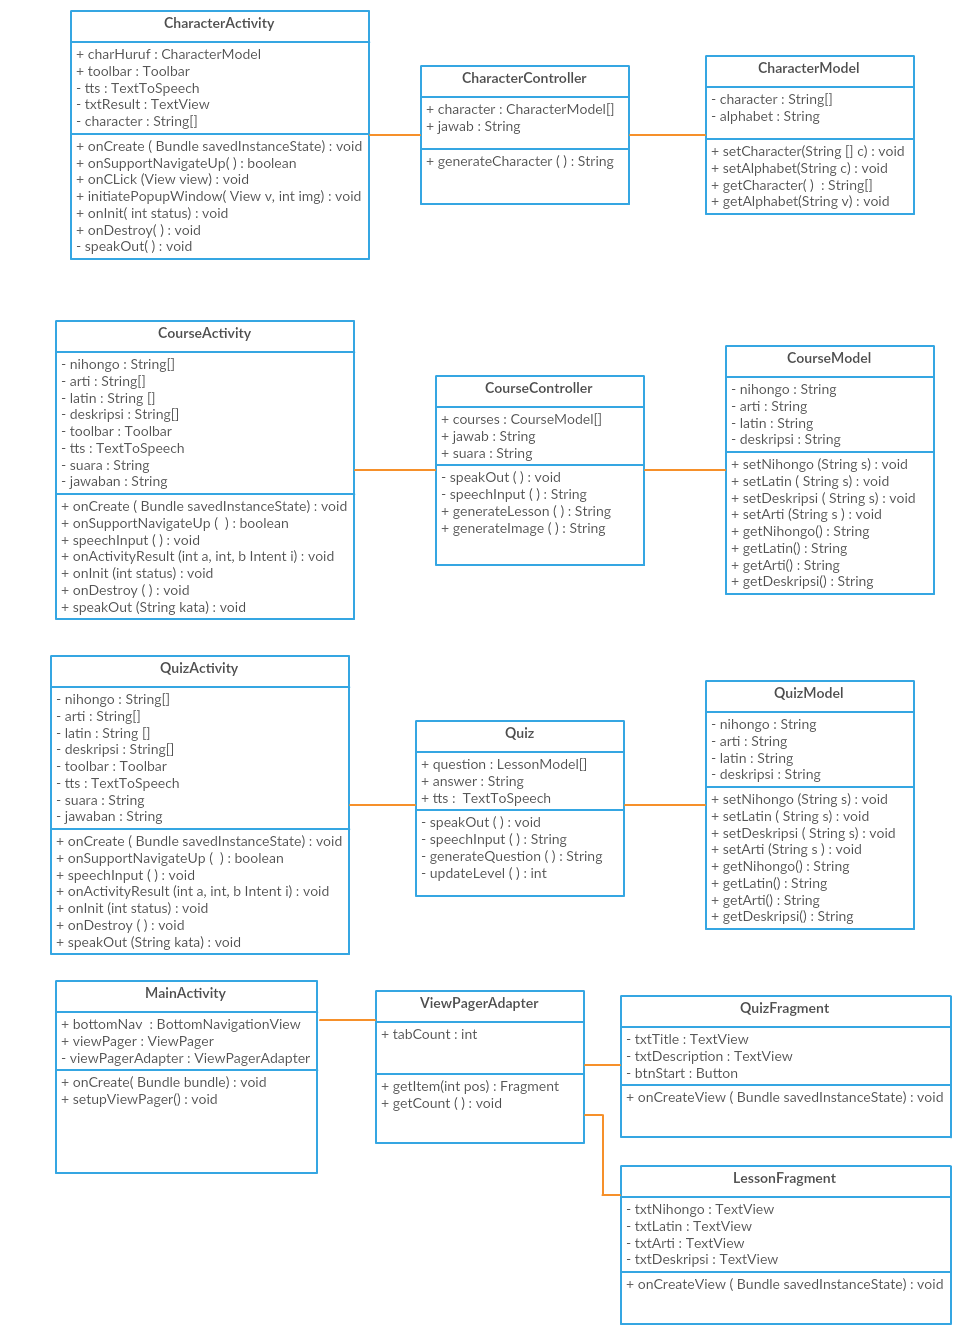 CharacterActivity
+ charHuruf : CharacterModel
+ toolbar : Toolbar
- tts : TextToSpeech
- txtResult : TextView
- character : String[]
+ onCreate ( Bundle savedInstanceState) : void
+ onSupportNavigateUp( ) : boolean
+ onCLick (View view) : void
+ initiatePopupWindow( View v, int img) : void
+ onInit( int status) : void
+ onDestroy( ) : void
- speakOut( ) : void
CharacterController
+ character : CharacterModel[]
+ jawab : String
+ generateCharacter ( ) : String
CharacterModel
- character : String[]
- alphabet : String
+ setCharacter(String [] c) : void
+ setAlphabet(String c) : void
+ getCharacter( )  : String[]
+ getAlphabet(String v) : void
CourseActivity
- nihongo : String[]
- arti : String[]
- latin : String []
- deskripsi : String[]
- toolbar : Toolbar
- tts : TextToSpeech
- suara : String
- jawaban : String
+ onCreate ( Bundle savedInstanceState) : void
+ onSupportNavigateUp (  ) : boolean
+ speechInput ( ) : void
+ onActivityResult (int a, int, b Intent i) : void
+ onInit (int status) : void
+ onDestroy ( ) : void
+ speakOut (String kata) : void
CourseController
+ courses : CourseModel[]
+ jawab : String
+ suara : String
- speakOut ( ) : void
- speechInput ( ) : String
+ generateLesson ( ) : String
+ generateImage ( ) : String
CourseModel
- nihongo : String
- arti : String
- latin : String
- deskripsi : String
+ setNihongo (String s) : void
+ setLatin ( String s) : void
+ setDeskripsi ( String s) : void
+ setArti (String s ) : void
+ getNihongo() : String
+ getLatin() : String
+ getArti() : String
+ getDeskripsi() : String
QuizActivity
- nihongo : String[]
- arti : String[]
- latin : String []
- deskripsi : String[]
- toolbar : Toolbar
- tts : TextToSpeech
- suara : String
- jawaban : String
+ onCreate ( Bundle savedInstanceState) : void
+ onSupportNavigateUp (  ) : boolean
+ speechInput ( ) : void
+ onActivityResult (int a, int, b Intent i) : void
+ onInit (int status) : void
+ onDestroy ( ) : void
+ speakOut (String kata) : void
Quiz
+ question : LessonModel[]
+ answer : String
+ tts :  TextToSpeech
- speakOut ( ) : void
- speechInput ( ) : String
- generateQuestion ( ) : String
- updateLevel ( ) : int
QuizModel
- nihongo : String
- arti : String
- latin : String
- deskripsi : String
+ setNihongo (String s) : void
+ setLatin ( String s) : void
+ setDeskripsi ( String s) : void
+ setArti (String s ) : void
+ getNihongo() : String
+ getLatin() : String
+ getArti() : String
+ getDeskripsi() : String
MainActivity
+ bottomNav  : BottomNavigationView
+ viewPager : ViewPager
- viewPagerAdapter : ViewPagerAdapter
+ onCreate( Bundle bundle) : void
+ setupViewPager() : void
ViewPagerAdapter
+ tabCount : int
+ getItem(int pos) : Fragment
+ getCount ( ) : void
QuizFragment
- txtTitle : TextView
- txtDescription : TextView
- btnStart : Button
+ onCreateView ( Bundle savedInstanceState) : void
LessonFragment
- txtNihongo : TextView
- txtLatin : TextView
- txtArti : TextView
- txtDeskripsi : TextView
+ onCreateView ( Bundle savedInstanceState) : void